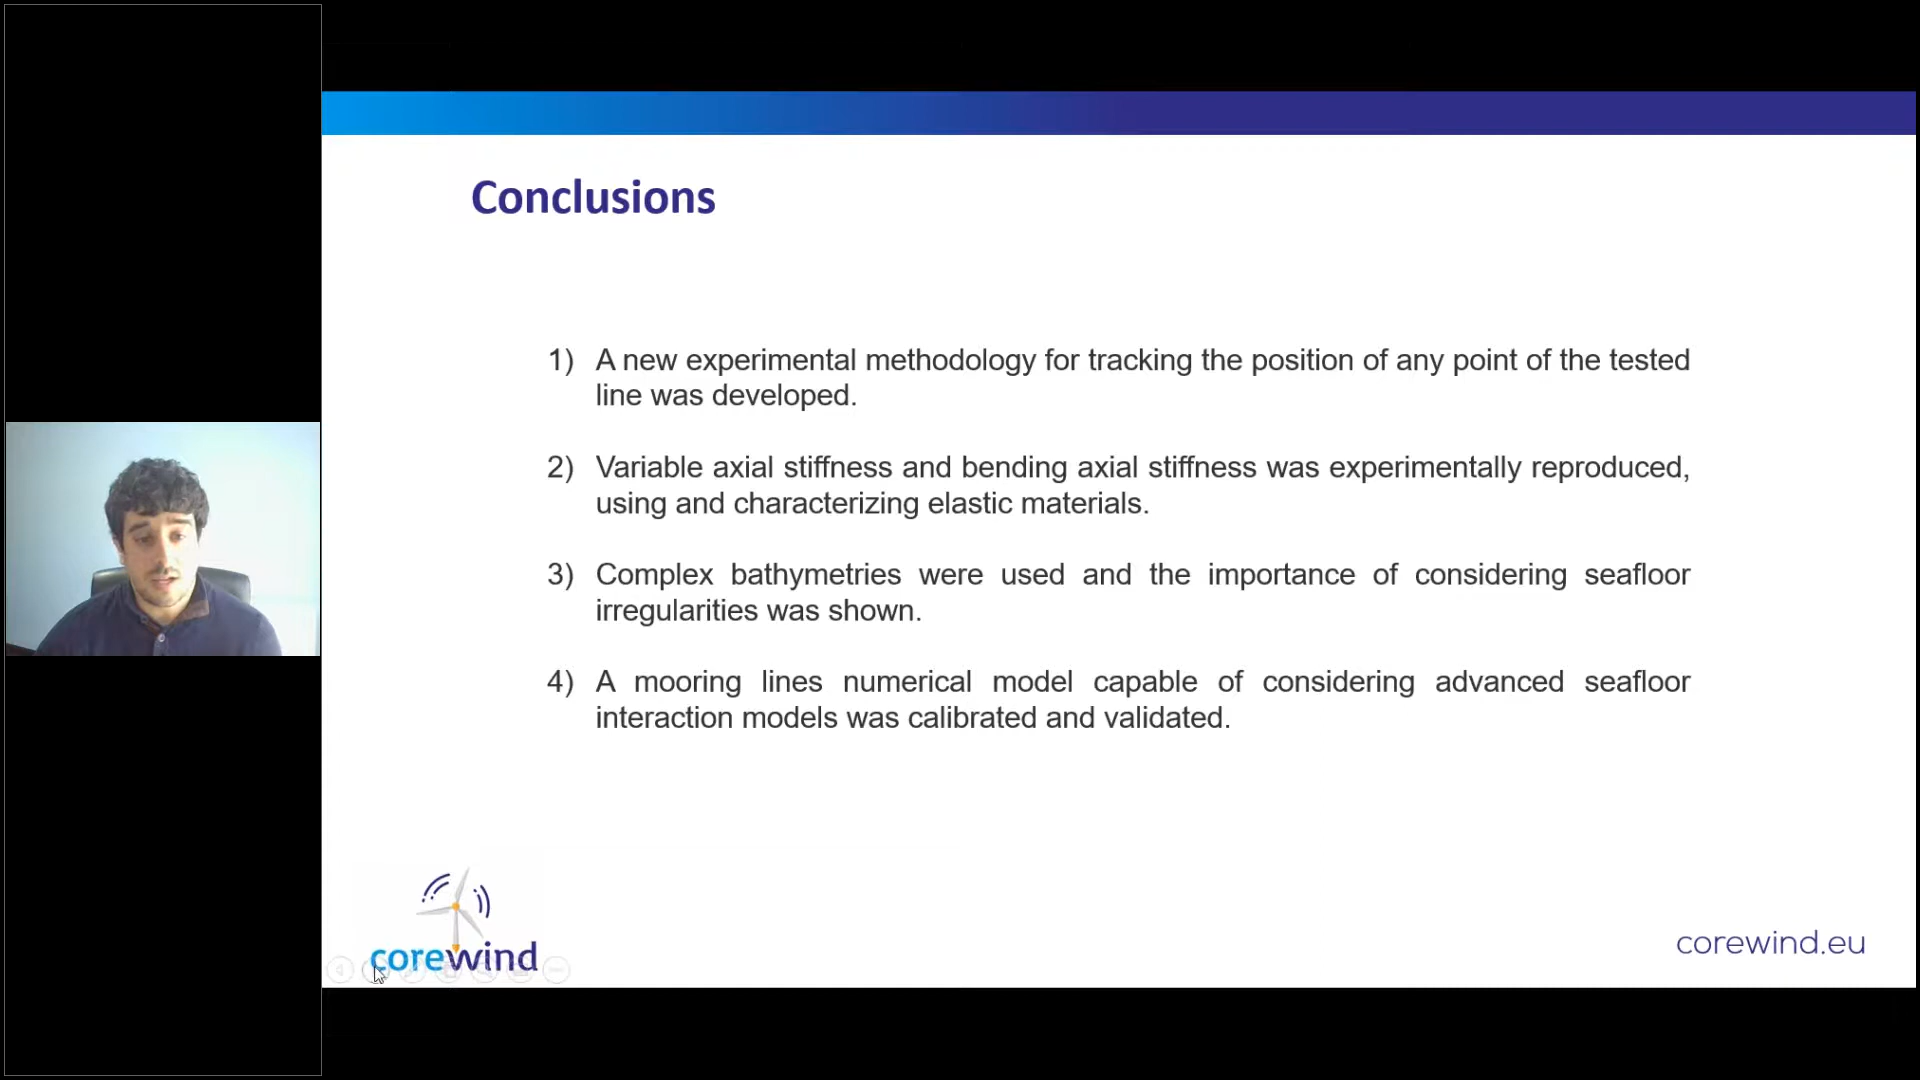 Conclusions
1) A new experimental methodology for tracking the position of any point of the tested
line was developed.
2) Variable axial stiffness and bending axial stiffness was experimentally reproduced,
using and characterizing elastic materials.
3) Complex bathymetries were used and the importance of considering seafloor
irregularities was shown.
4) A mooring lines numerical model capable of considering advanced seafloor
interaction models was calibrated and validated.
corewind
corewind.eu